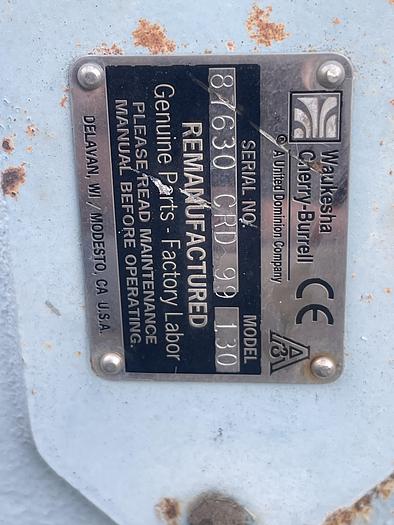 Waukesha
Cherry-Burrell
A United Dominion Company
CE
3A
SERIAL NO. MODEL
87630 CRD 99 130
REMANUFACTURED
Genuine Parts - Factory Labor
PLEASE READ MAINTENANCE
MANUAL BEFORE OPERATING.
DELAVAN, WI / MODESTO, CA U.S.A.